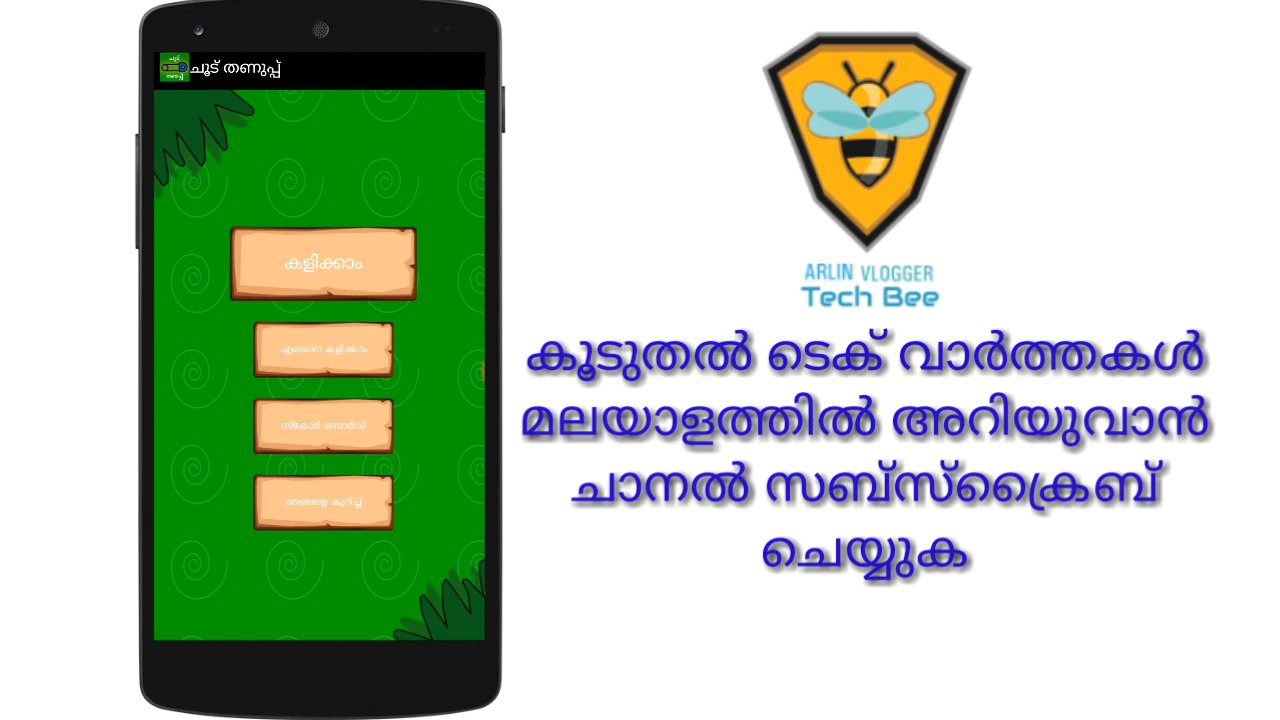 ചൂട്
തണുപ്പ്
ചൂട് തണുപ്പ്
കളിക്കാം
എങ്ങനെ കളിക്കാം
സ്കോർ ബോർഡ്
ഞങ്ങളെ കുറിച്ച്
ARLIN VLOGGER
Tech Bee
കൂടുതൽ ടെക് വാർത്തകൾ
മലയാളത്തിൽ അറിയുവാൻ
ചാനൽ സബ്സ്ക്രൈബ്
ചെയ്യുക